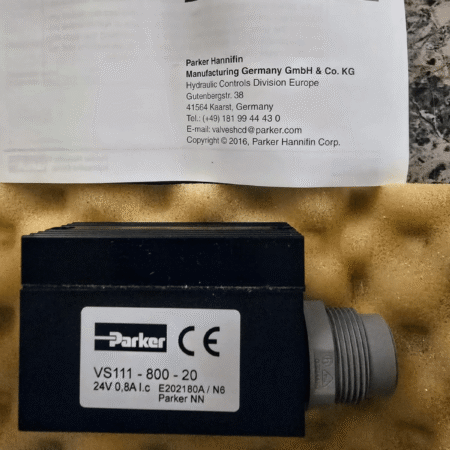 Parker Hannifin
Manufacturing Germany GmbH & Co. KG
Hydraulic Controls Division Europe
Gutenbergstr. 38
41564 Kaarst, Germany
Tel.: (+49) 181 99 44 43 0
E-mail: valveshcd@parker.com
Copyright © 2016, Parker Hannifin Corp.
Parker CE
VS111 - 800 - 20
24V 0,8A I.c E202180A / N6
Parker NN